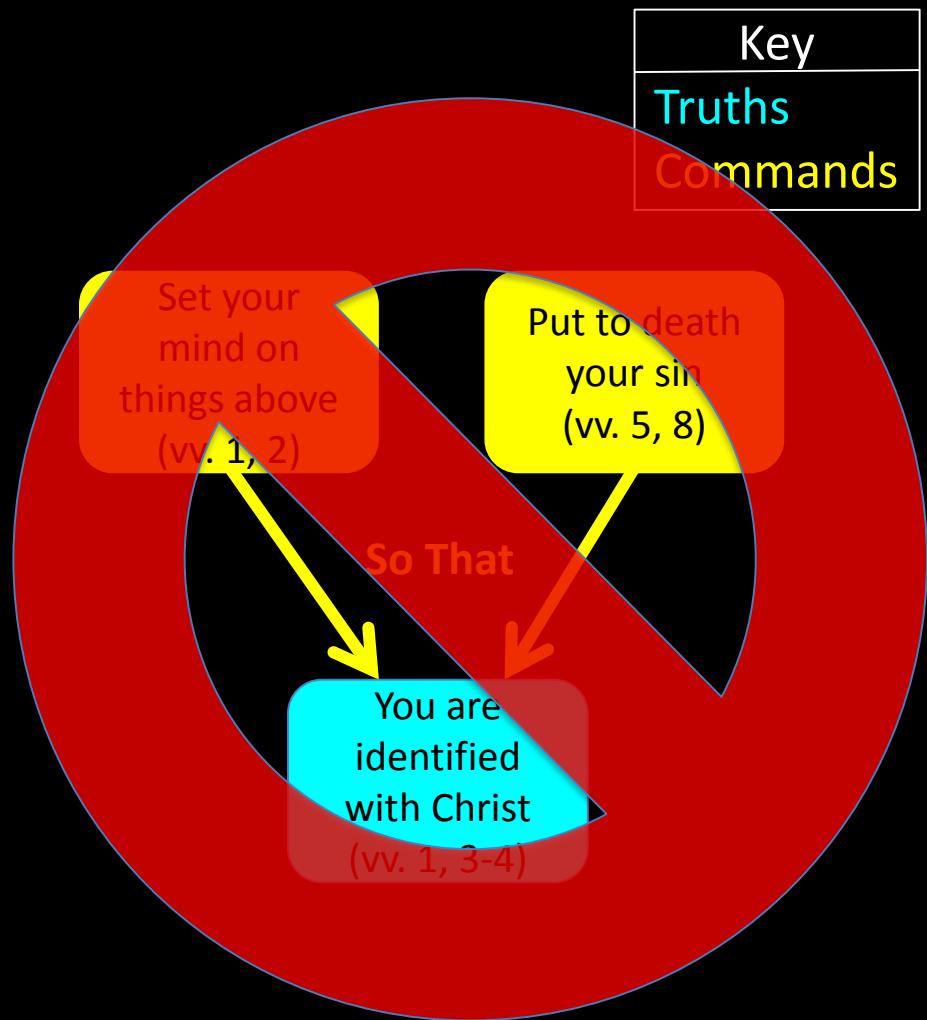 Key
Truths
Commands
Set your
mind on
things above
(vv. 1, 2)
Put to death
your sin
(vv. 5, 8)
So That
You are
identified
with Christ
(vv. 1, 3-4)